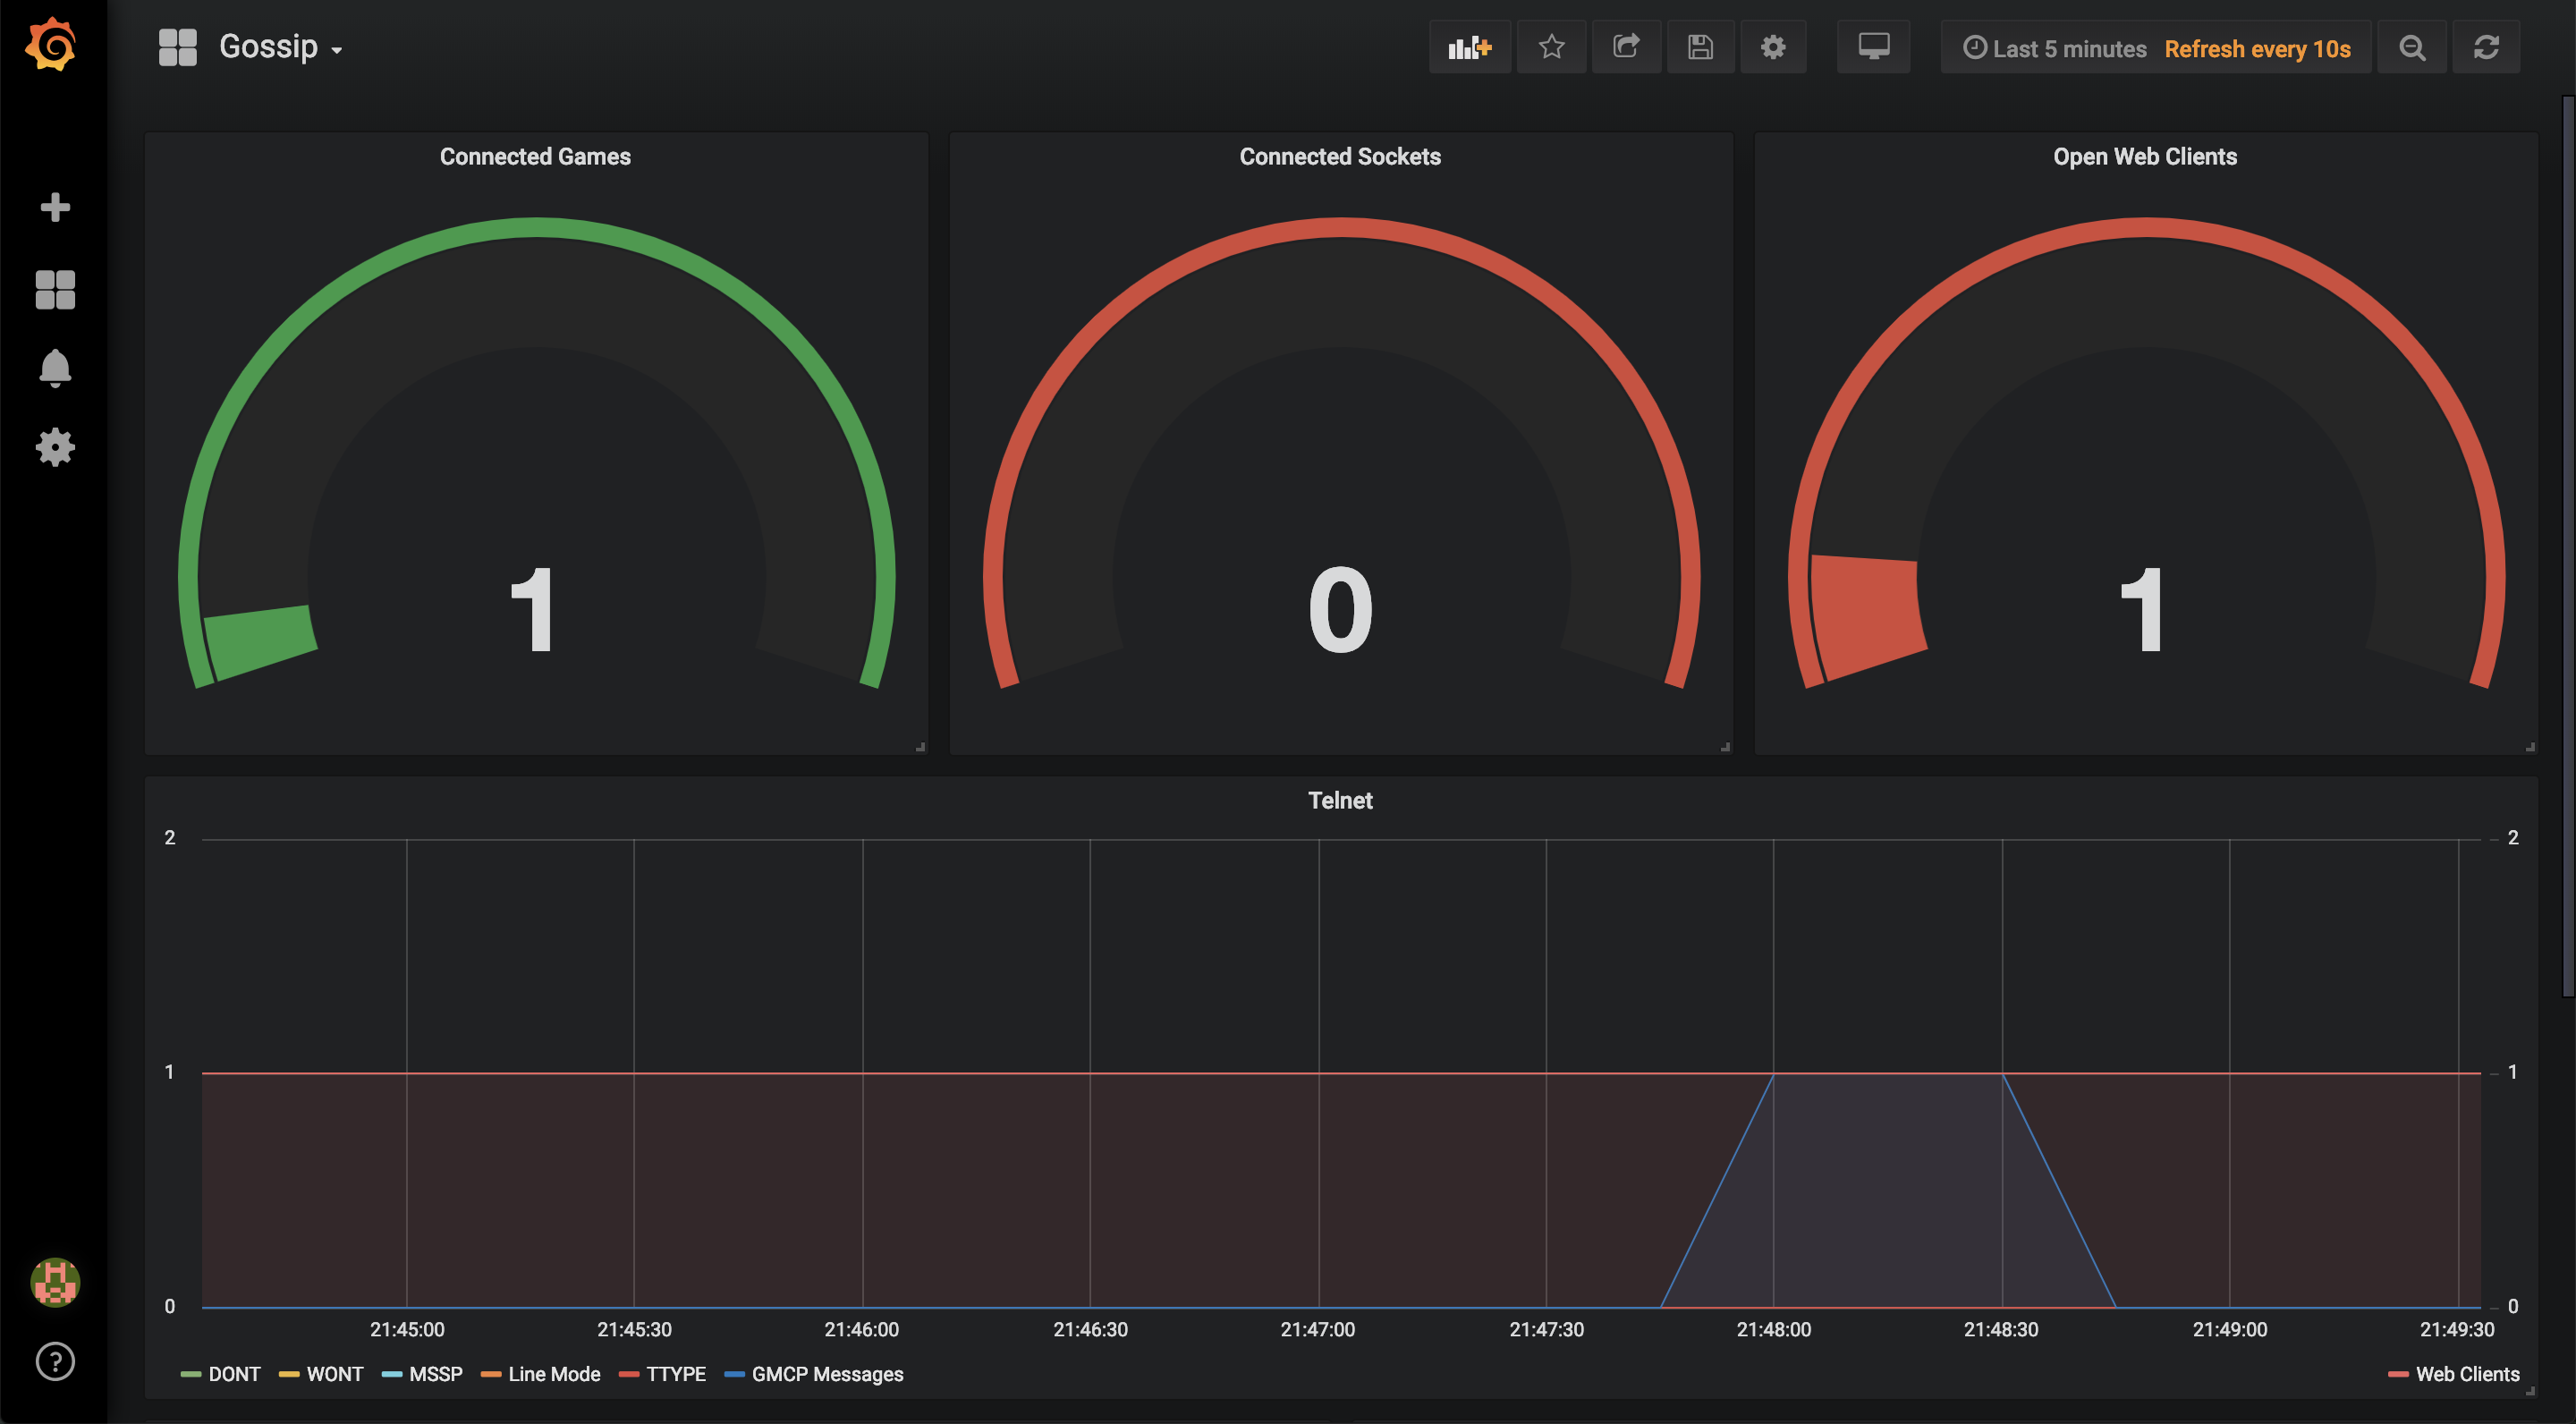 Gossip
Last 5 minutes Refresh every 10s
Connected Games
1
Connected Sockets
0
Open Web Clients
1
Telnet
2 2
1 1
0 0
21:45:00 21:45:30 21:46:00 21:46:30 21:47:00 21:47:30 21:48:00 21:48:30 21:49:00 21:49:30
DONT WONT MSSP Line Mode TTYPE GMCP Messages Web Clients
?